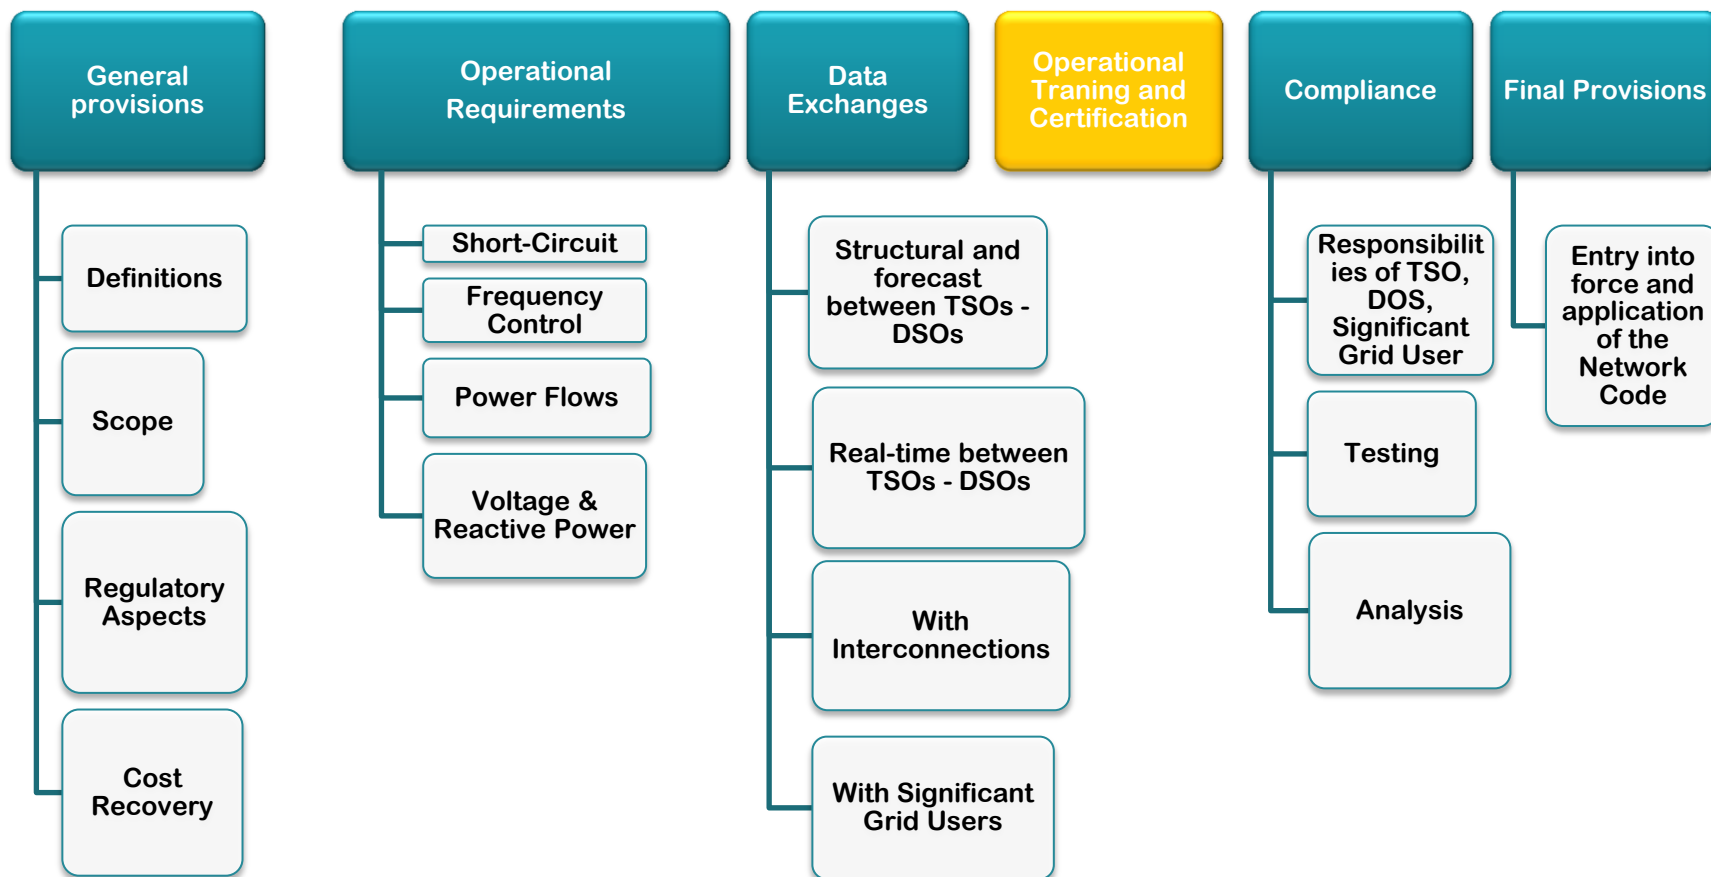 General
provisions
Definitions
Scope
Regulatory
Aspects
Cost
Recovery
Operational
Requirements
Short-Circuit
Frequency
Control
Power Flows
Voltage &
Reactive Power
Data
Exchanges
Structural and
forecast
between TSOs -
DSOs
Real-time between
TSOs - DSOs
With
Interconnections
With Significant
Grid Users
Operational
Traning and
Certification
Compliance
Responsibilit
ies of TSO,
DOS,
Significant
Grid User
Testing
Analysis
Final Provisions
Entry into
force and
application
of the
Network
Code